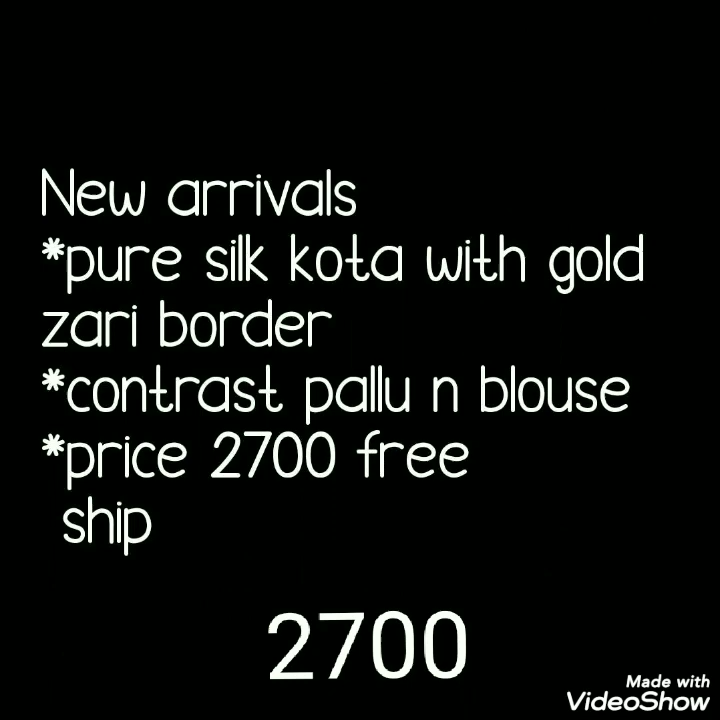 New arrivals
*pure silk kota with gold
zari border
*contrast pallu n blouse
*price 2700 free
ship
2700
Made with
VideoShow